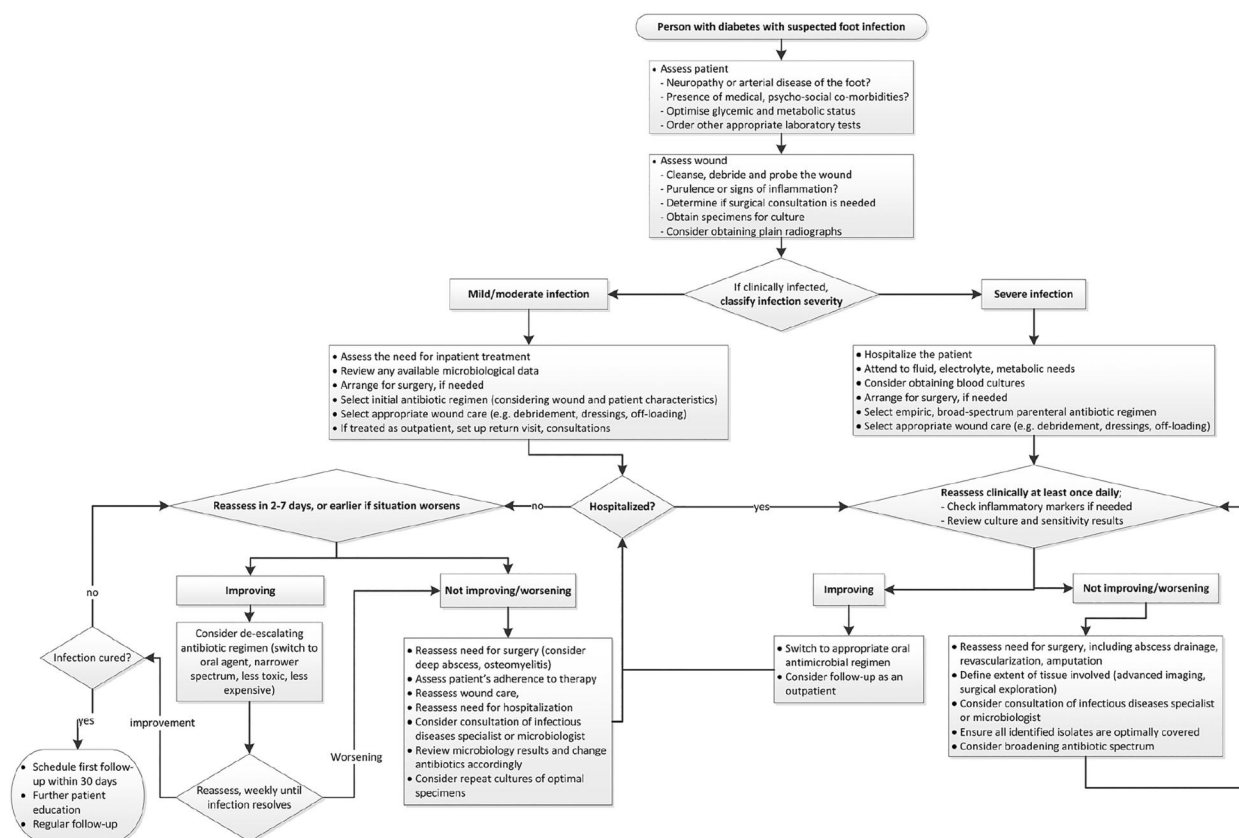 Person with diabetes with suspected foot infection
• Assess patient
- Neuropathy or arterial disease of the foot?
- Presence of medical, psycho-social co-morbidities?
- Optimise glycemic and metabolic status
- Order other appropriate laboratory tests
• Assess wound
- Cleanse, debride and probe the wound
- Purulence or signs of inflammation?
- Determine if surgical consultation is needed
- Obtain specimens for culture
- Consider obtaining plain radiographs
If clinically infected,
classify infection severity
Mild/moderate infection
Severe infection
• Assess the need for inpatient treatment
• Review any available microbiological data
• Arrange for surgery, if needed
• Select initial antibiotic regimen (considering wound and patient characteristics)
• Select appropriate wound care (e.g. debridement, dressings, off-loading)
• If treated as outpatient, set up return visit, consultations
• Hospitalize the patient
• Attend to fluid, electrolyte, metabolic needs
• Consider obtaining blood cultures
• Arrange for surgery, if needed
• Select empiric, broad-spectrum parenteral antibiotic regimen
• Select appropriate wound care (e.g. debridement, dressings, off-loading)
Reassess in 2-7 days, or earlier if situation worsens
no
Hospitalized?
yes
Reassess clinically at least once daily;
- Check inflammatory markers if needed
- Review culture and sensitivity results
Improving
Not improving/worsening
Improving
Not improving/worsening
no
Infection cured?
yes
Consider de-escalating
antibiotic regimen (switch to
oral agent, narrower
spectrum, less toxic, less
expensive)
improvement
Worsening
Reassess, weekly until
infection resolves
• Schedule first follow-
up within 30 days
• Further patient
education
• Regular follow-up
• Reassess need for surgery (consider
deep abscess, osteomyelitis)
• Assess patient's adherence to therapy
• Reassess wound care,
• Reassess need for hospitalization
• Consider consultation of infectious
diseases specialist or microbiologist
• Review microbiology results and change
antibiotics accordingly
• Consider repeat cultures of optimal
specimens
• Switch to appropriate oral
antimicrobial regimen
• Consider follow-up as an
outpatient
• Reassess need for surgery, including abscess drainage,
revascularization, amputation
• Define extent of tissue involved (advanced imaging,
surgical exploration)
• Consider consultation of infectious diseases specialist
or microbiologist
• Ensure all identified isolates are optimally covered
• Consider broadening antibiotic spectrum